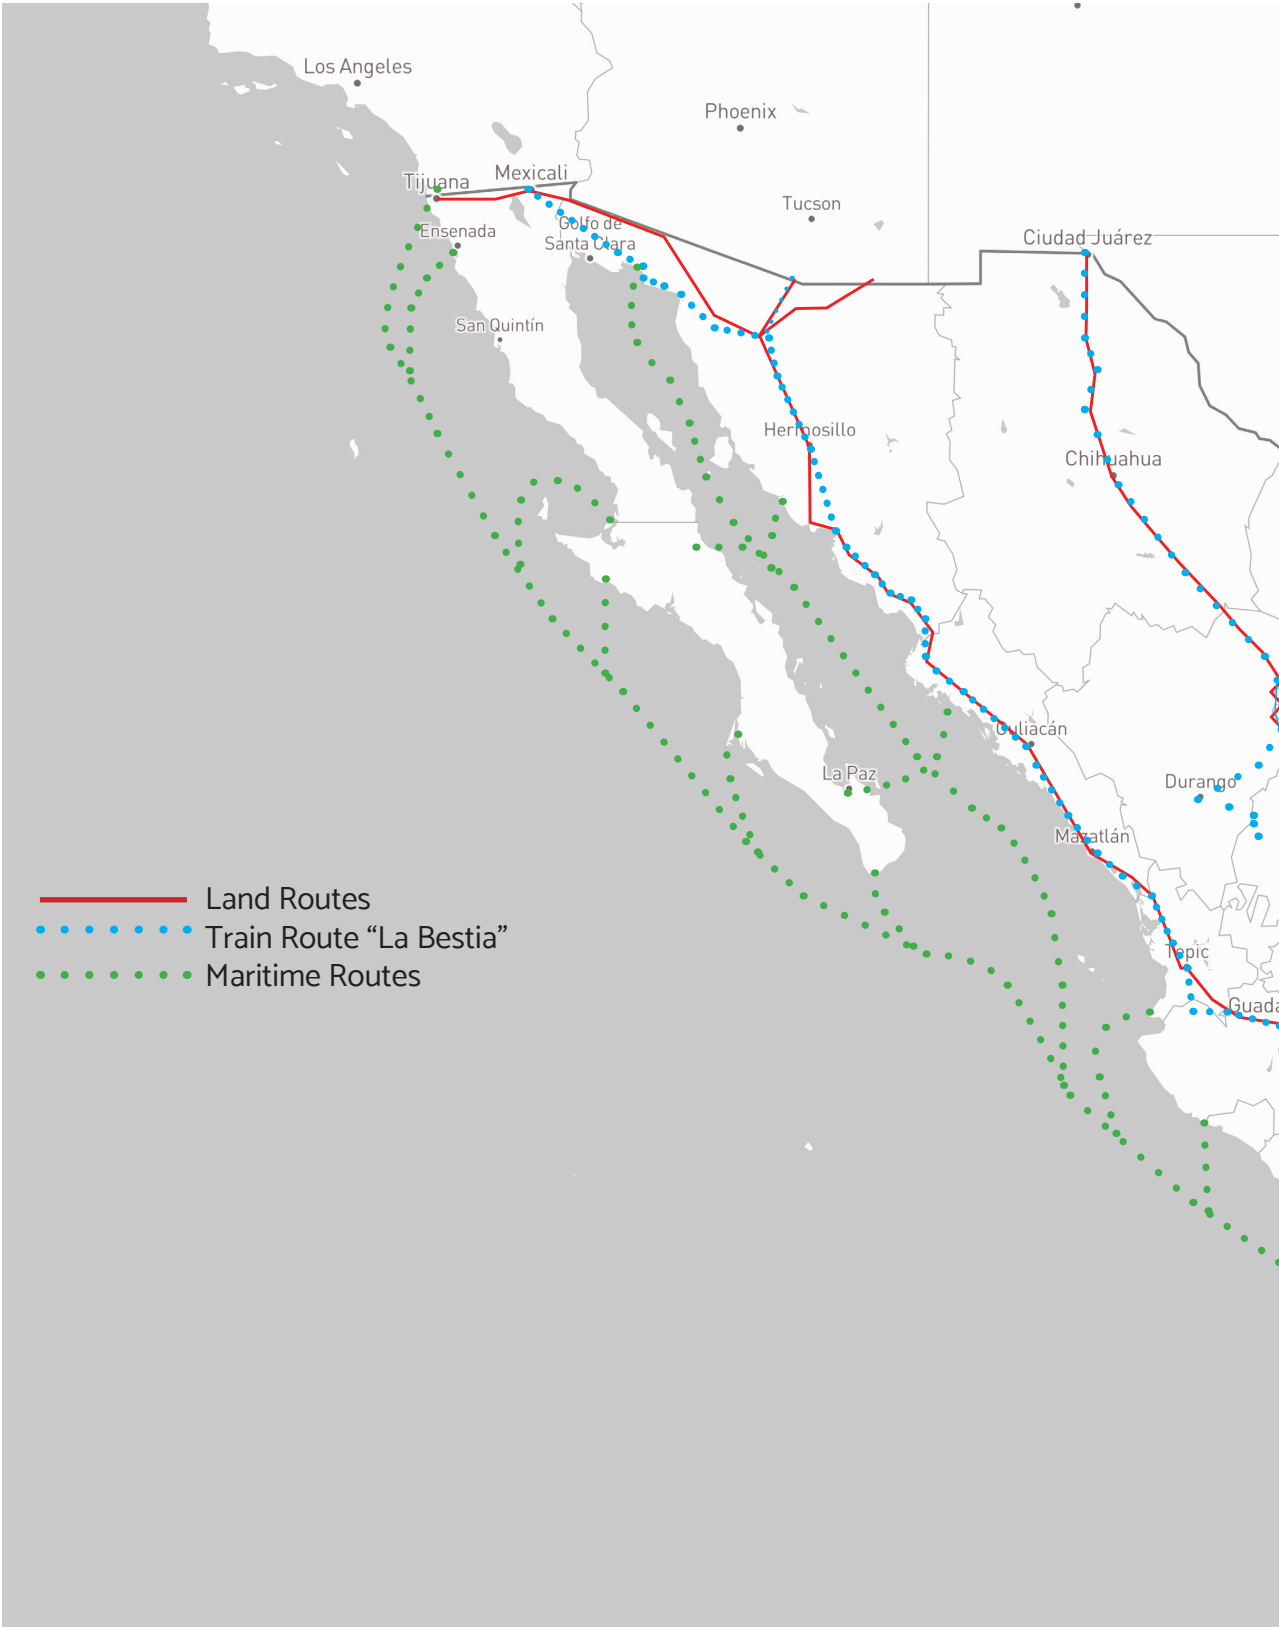 Los Angeles
Phoenix
Mexicali
Tijuana
Tucson
Golfo de
Santa Clara
Ensenada
Ciudad Juárez
San Quintín
Hermosillo
Chihuahua
Culiacán
La Paz
Durango
Mazatlán
Land Routes
Train Route “La Bestia”
Maritime Routes
Tepic
Guada